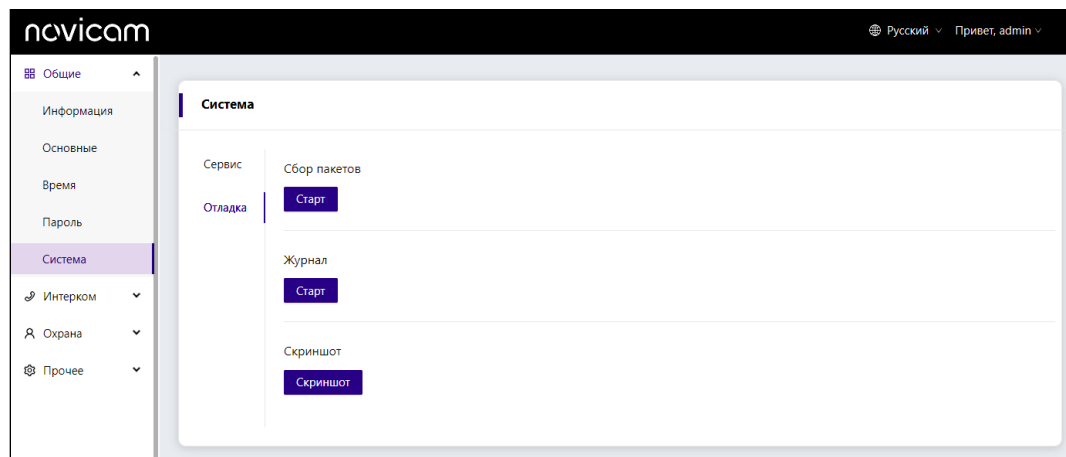 novicam
Русский Привет, admin
Общие
Информация
Основные
Время
Пароль
Система
Интерком
Охрана
Прочее
Система
Сервис
Отладка
Сбор пакетов
Старт
Журнал
Старт
Скриншот
Скриншот